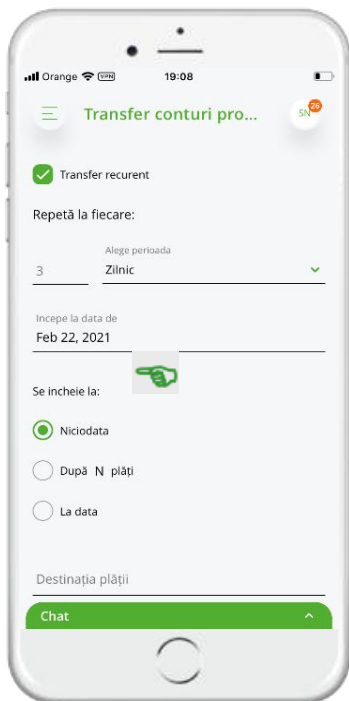 Orange VPN 19:08
Transfer conturi pro... SN 26
Transfer recurent
Repetă la fiecare:
Alege perioada
3 Zilnic
Incepe la data de
Feb 22, 2021
Se incheie la:
Niciodata
După N plăți
La data
Destinația plății
Chat